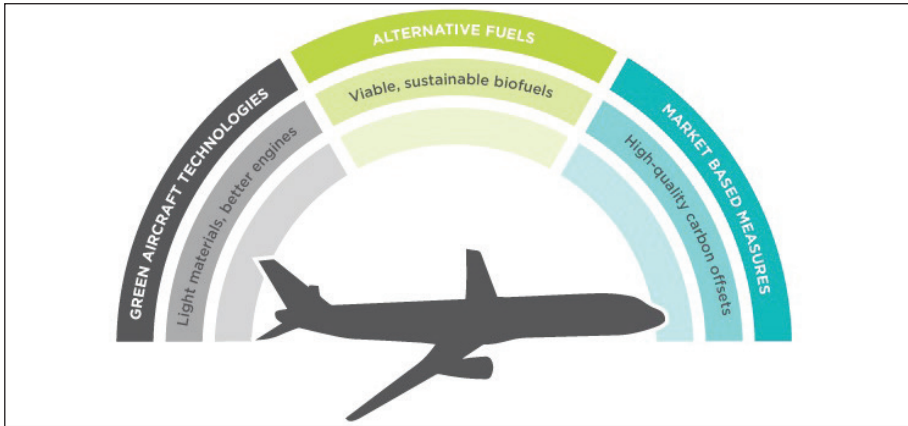 GREEN AIRCRAFT TECHNOLOGIES
Light materials, better engines
ALTERNATIVE FUELS
Viable, sustainable biofuels
MARKET BASED MEASURES
High-quality carbon offsets